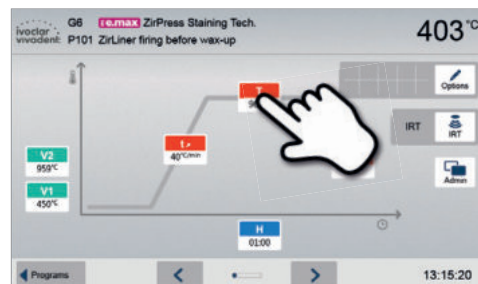 ivoclar
vivadent:
G6 IPS e.max ZirPress Staining Tech.
P101 ZirLiner firing before wax-up
403°C
T
Options
IRT
IRT
40°C/min
V2
959°C
V1
450°C
Admin
H
01:00
Programs
13:15:20